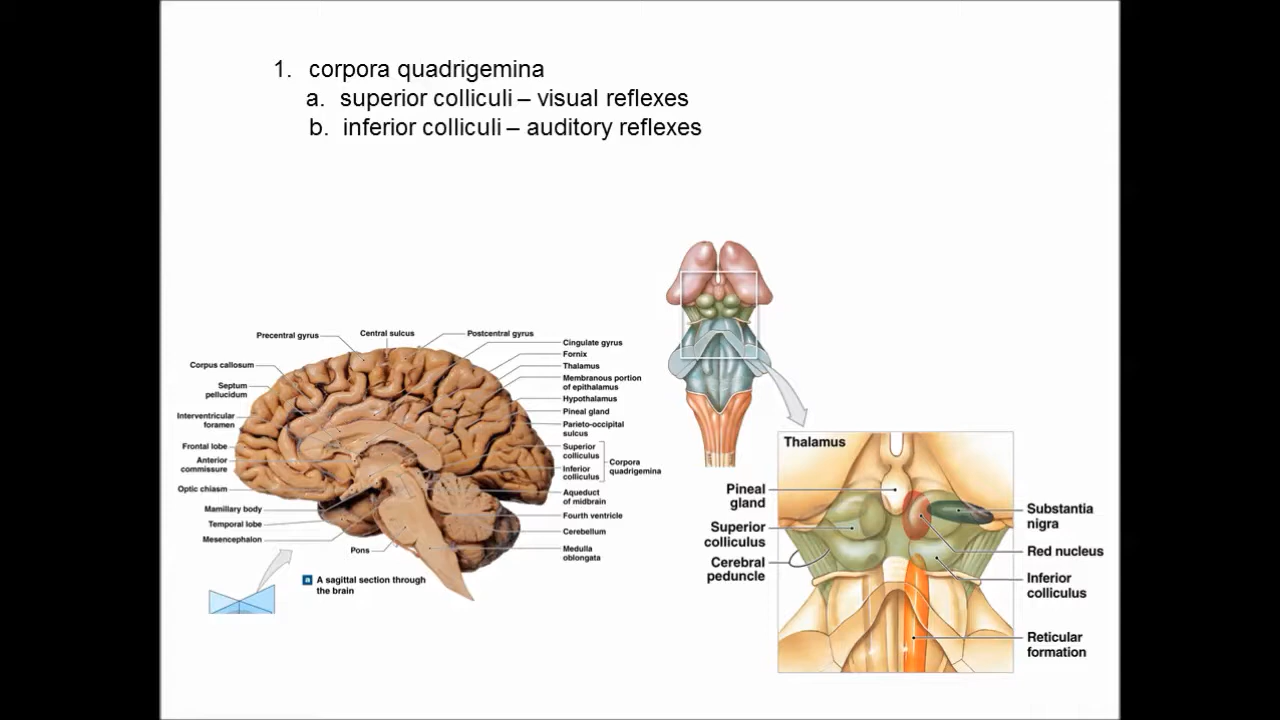 1. corpora quadrigemina
a. superior colliculi – visual reflexes
b. inferior colliculi – auditory reflexes
Precentral gyrus
Central sulcus
Postcentral gyrus
Corpus callosum
Septum
pellucidum
Interventricular
foramen
Frontal lobe
Anterior
commissure
Optic chiasm
Mamillary body
Temporal lobe
Mesencephalon
Pons
Cingulate gyrus
Fornix
Thalamus
Membranous portion
of epithalamus
Hypothalamus
Pineal gland
Parieto-occipital
sulcus
Superior
colliculus
Inferior
colliculus
Corpora
quadrigemina
Aqueduct
of midbrain
Fourth ventricle
Cerebellum
Medulla
oblongata
a A sagittal section through
the brain
Thalamus
Pineal
gland
Superior
colliculus
Cerebral
peduncle
Substantia
nigra
Red nucleus
Inferior
colliculus
Reticular
formation